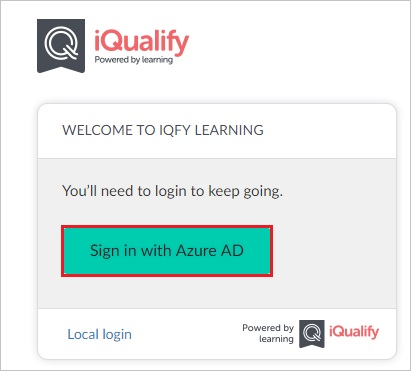 iQualify
Powered by learning
WELCOME TO IQFY LEARNING
You'll need to login to keep going.
Sign in with Azure AD
Local login
Powered by
learning
iQualify